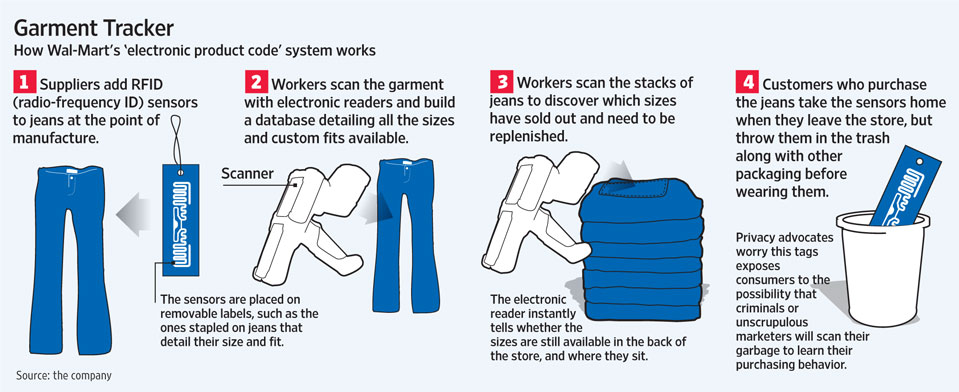 Garment Tracker
How Wal-Mart's 'electronic product code' system works
1 Suppliers add RFID
(radio-frequency ID) sensors
to jeans at the point of
manufacture.
The sensors are placed on
removable labels, such as the
ones stapled on jeans that
detail their size and fit.
2 Workers scan the garment
with electronic readers and build
a database detailing all the sizes
and custom fits available.
Scanner
3 Workers scan the stacks of
jeans to discover which sizes
have sold out and need to be
replenished.
The electronic
reader instantly
tells whether the
sizes are still available in the back of
the store, and where they sit.
4 Customers who purchase
the jeans take the sensors home
when they leave the store, but
throw them in the trash
along with other
packaging before
wearing them.
Privacy advocates
worry this tags
exposes
consumers to the
possibility that
criminals or
unscrupulous
marketers will scan their
garbage to learn their
purchasing behavior.
Source: the company